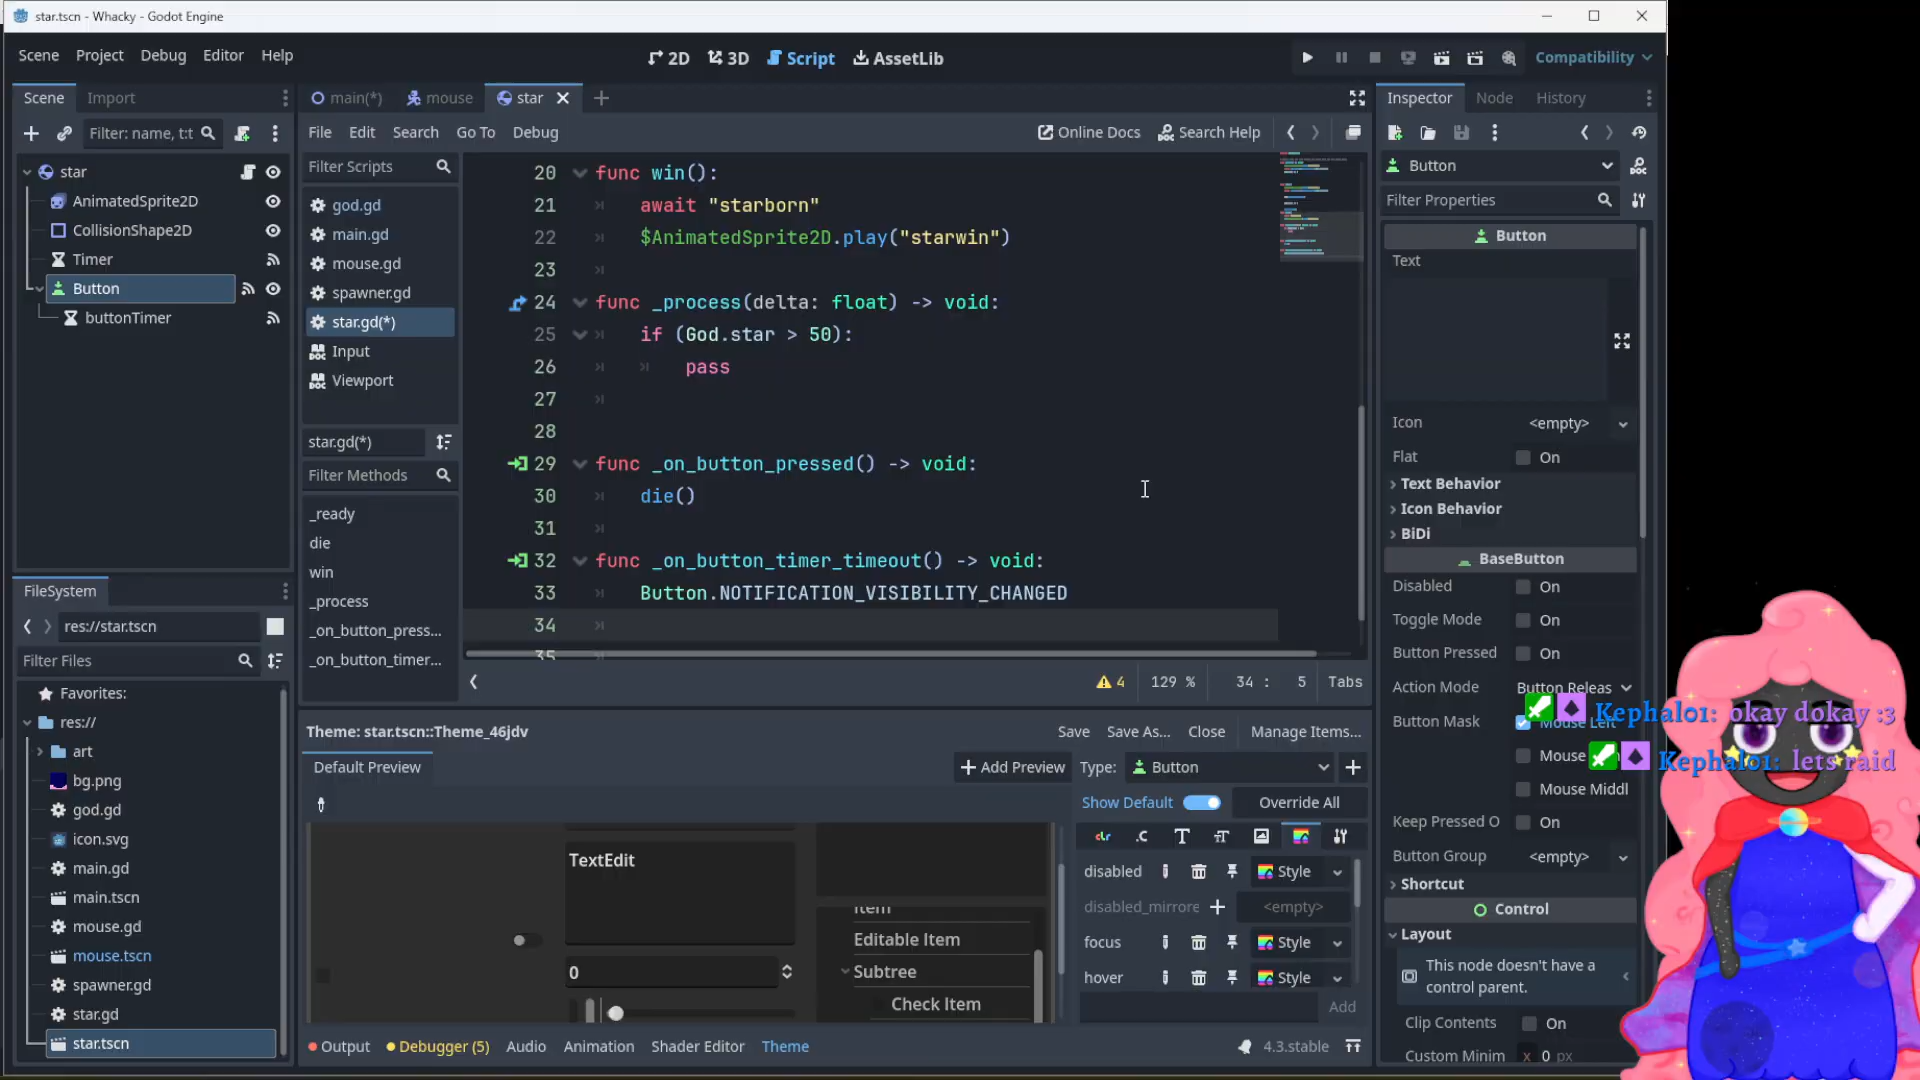 star.tscn - Whacky - Godot Engine
Scene Project Debug Editor Help
2D 3D Script AssetLib
Compatibility
Scene Import
main(*) mouse star
Inspector Node History
Filter: name, t:t
File Edit Search Go To Debug
Online Docs Search Help
star
AnimatedSprite2D
CollisionShape2D
Timer
Button
buttonTimer
Filter Scripts
god.gd
main.gd
mouse.gd
spawner.gd
star.gd(*)
Input
Viewport
star.gd(*)
Filter Methods
_ready
die
win
_process
_on_button_press...
_on_button_timer...
20 func win():
21 await "starborn"
22 $AnimatedSprite2D.play("starwin")
23
24 func _process(delta: float) -> void:
25 if (God.star > 50):
26 pass
27
28
29 func _on_button_pressed() -> void:
30 die()
31
32 func _on_button_timer_timeout() -> void:
33 Button.NOTIFICATION_VISIBILITY_CHANGED
34
35
4 129 % 34 : 5 Tabs
FileSystem
res://star.tscn
Filter Files
Favorites:
res://
art
bg.png
god.gd
icon.svg
main.gd
main.tscn
mouse.gd
mouse.tscn
spawner.gd
star.gd
star.tscn
Theme: star.tscn::Theme_46jdv
Save Save As... Close Manage Items...
Default Preview
Add Preview Type: Button
Show Default Override All
TextEdit
0
Item
Editable Item
Subtree
Check Item
disabled Style
disabled_mirrore <empty>
focus Style
hover Style
Add
Output Debugger (5) Audio Animation Shader Editor Theme
4.3.stable
Button
Filter Properties
Button
Text
Icon <empty>
Flat On
Text Behavior
Icon Behavior
BiDi
BaseButton
Disabled On
Toggle Mode On
Button Pressed On
Action Mode Button Releas
Button Mask Mouse Left
Mouse
Mouse Middl
Keep Pressed O On
Button Group <empty>
Shortcut
Control
Layout
This node doesn't have a
control parent.
Clip Contents On
Custom Minim x 0 px
Kephal01: okay dokay :3
Kephal01: lets raid